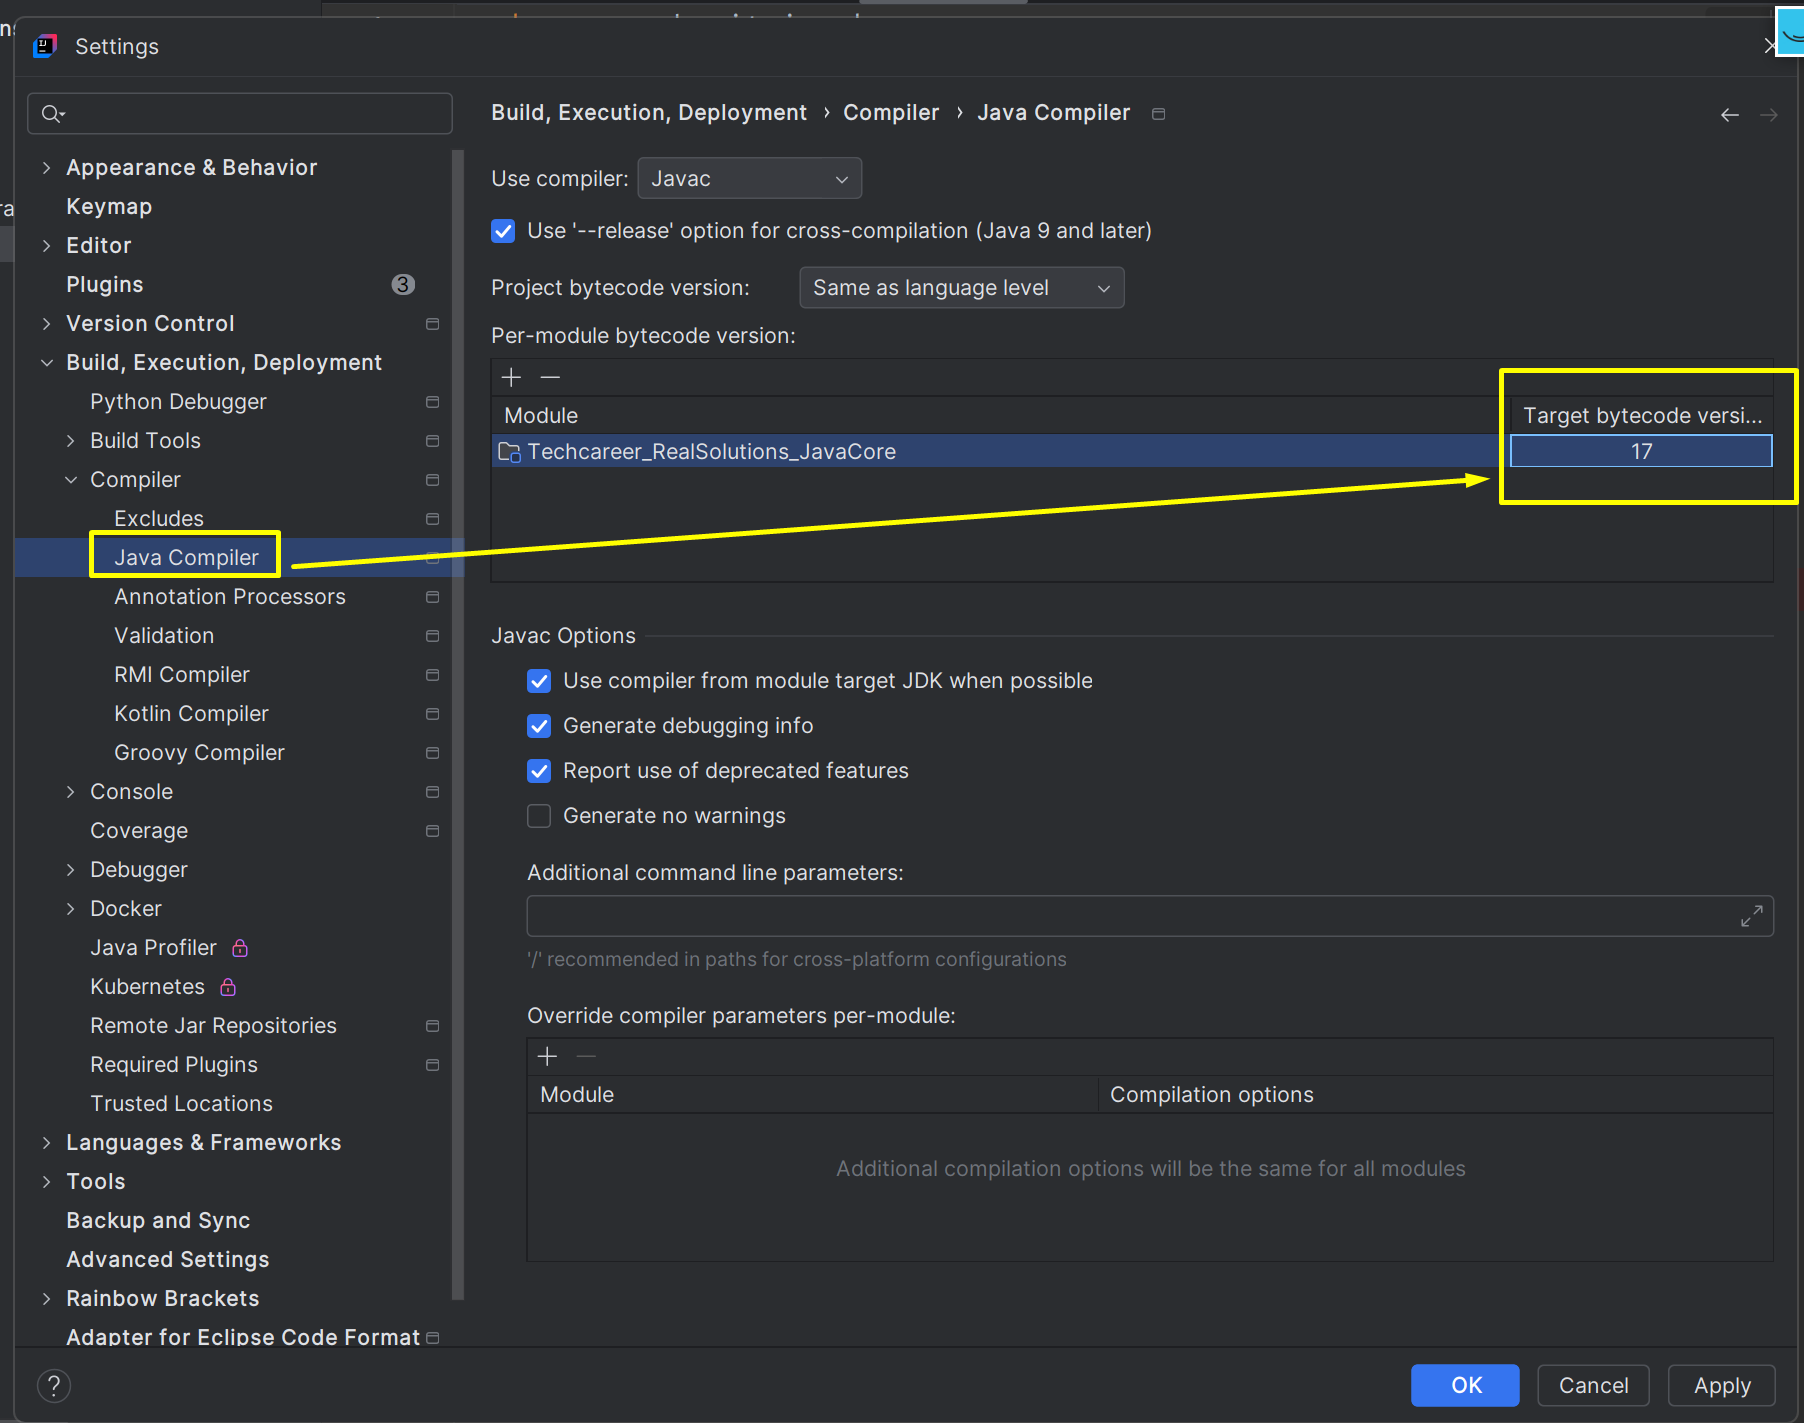 Settings
Appearance & Behavior
Keymap
Editor
Plugins 3
Version Control
Build, Execution, Deployment
Python Debugger
Build Tools
Compiler
Excludes
Java Compiler
Annotation Processors
Validation
RMI Compiler
Kotlin Compiler
Groovy Compiler
Console
Coverage
Debugger
Docker
Java Profiler
Kubernetes
Remote Jar Repositories
Required Plugins
Trusted Locations
Languages & Frameworks
Tools
Backup and Sync
Advanced Settings
Rainbow Brackets
Adapter for Eclipse Code Format
Build, Execution, Deployment › Compiler › Java Compiler
Use compiler: Javac
Use '--release' option for cross-compilation (Java 9 and later)
Project bytecode version: Same as language level
Per-module bytecode version:
Module Target bytecode versi...
Techcareer_RealSolutions_JavaCore 17
Javac Options
Use compiler from module target JDK when possible
Generate debugging info
Report use of deprecated features
Generate no warnings
Additional command line parameters:
'/' recommended in paths for cross-platform configurations
Override compiler parameters per-module:
Module Compilation options
Additional compilation options will be the same for all modules
? OK Cancel Apply